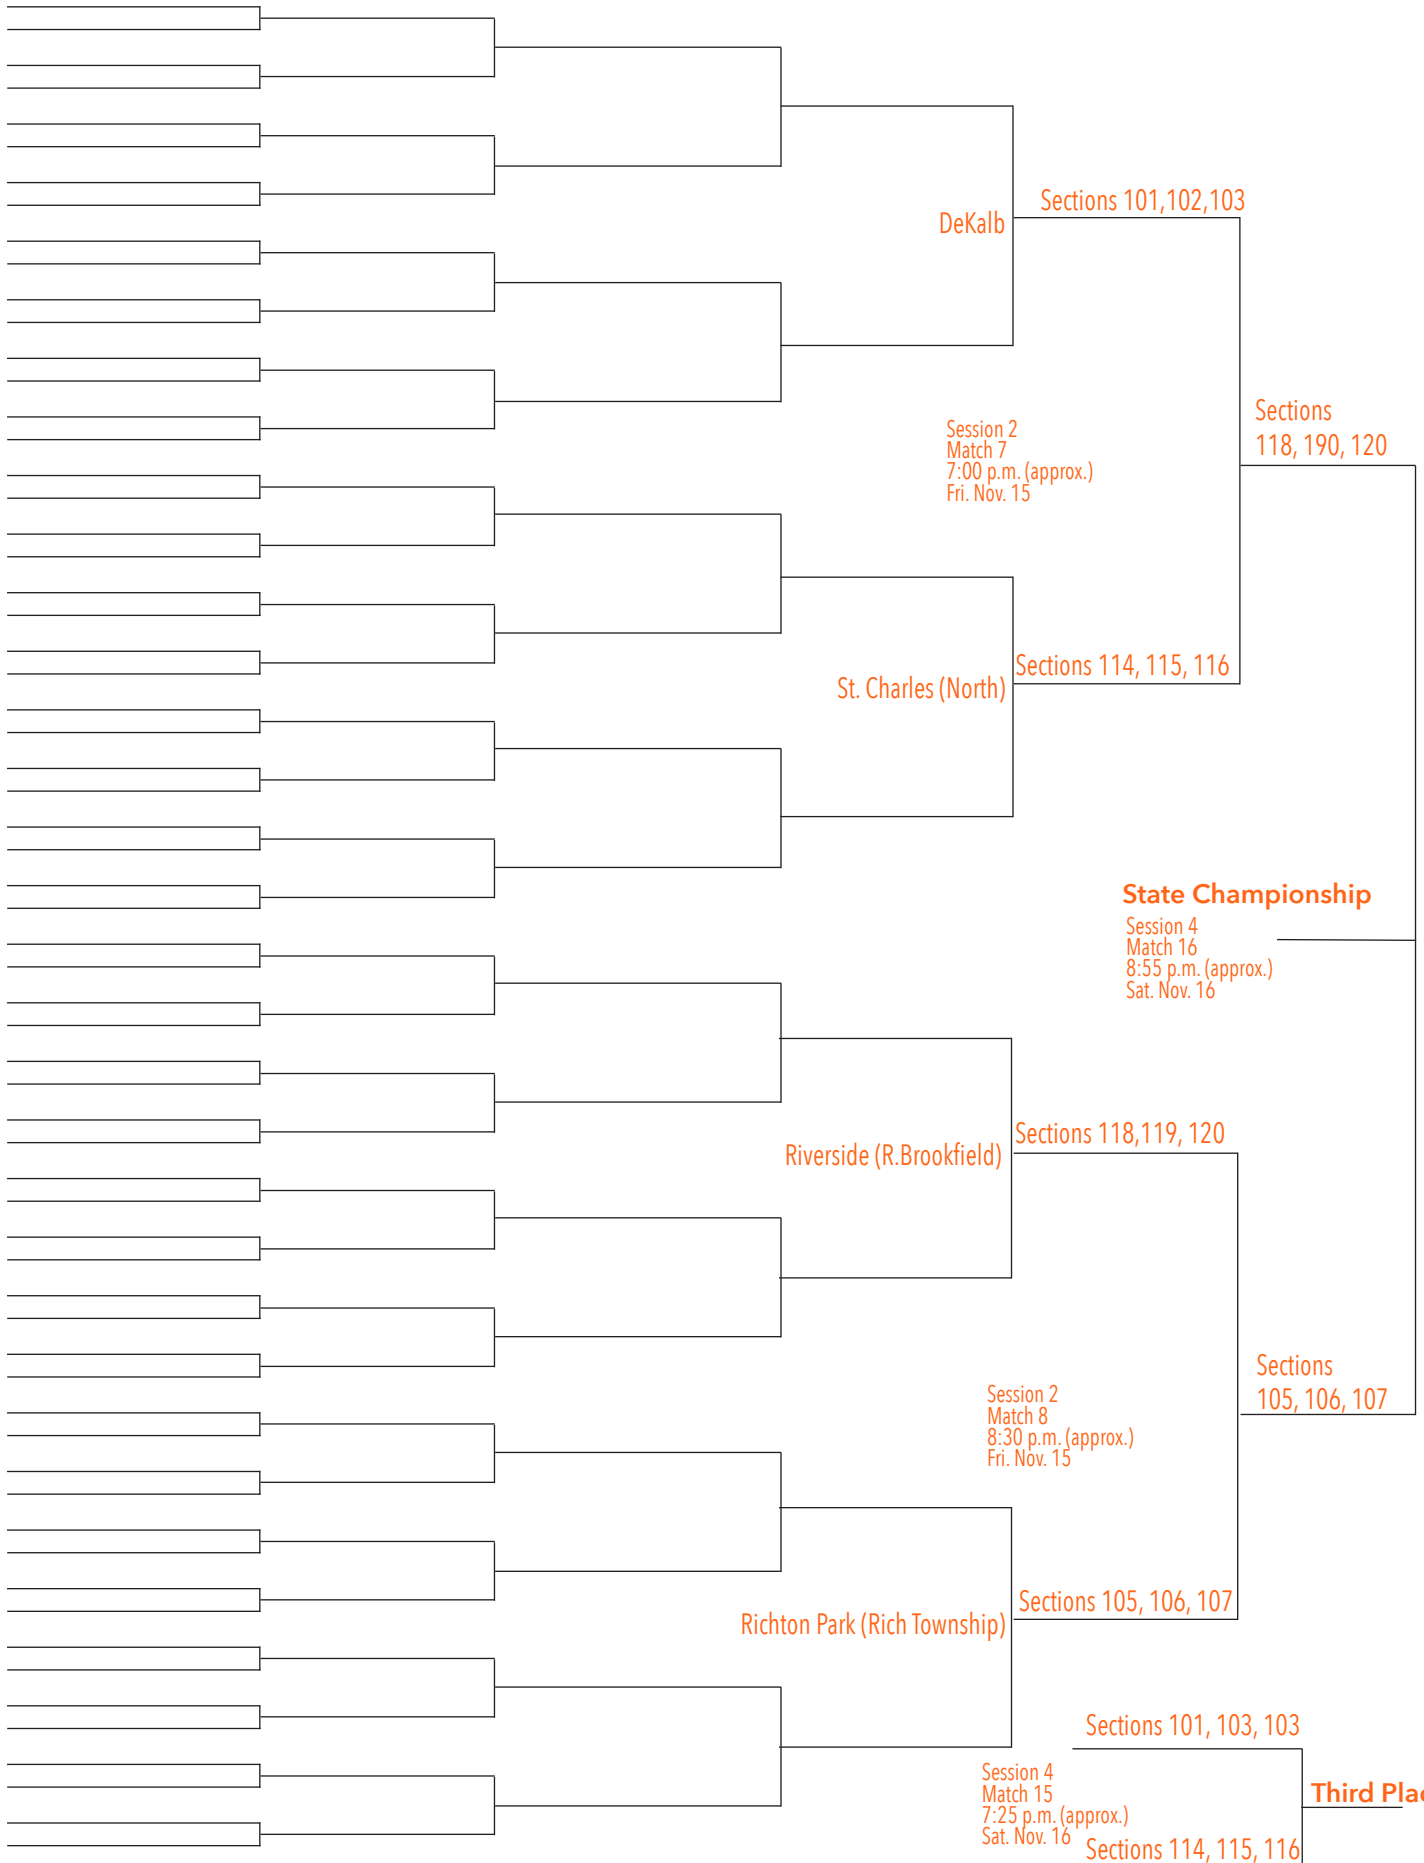 Sections 101,102,103
DeKalb
Sections
118, 190, 120
Session 2
Match 7
7:00 p.m. (approx.)
Fri. Nov. 15
Sections 114, 115, 116
St. Charles (North)
State Championship
Session 4
Match 16
8:55 p.m. (approx.)
Sat. Nov. 16
Sections 118,119, 120
Riverside (R.Brookfield)
Sections
105, 106, 107
Session 2
Match 8
8:30 p.m. (approx.)
Fri. Nov. 15
Sections 105, 106, 107
Richton Park (Rich Township)
Sections 101, 103, 103
Session 4
Match 15
7:25 p.m. (approx.)
Sat. Nov. 16
Third
Sections 114, 115, 116